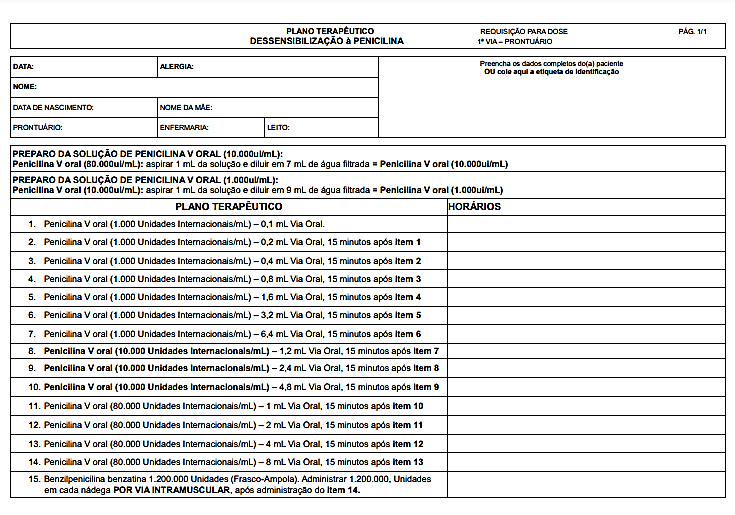 PLANO TERAPÊUTICO
DESSENSIBILIZAÇÃO à PENICILINA
REQUISIÇÃO PARA DOSE
1ª VIA – PRONTUÁRIO
PÁG. 1/1
DATA:
ALERGIA:
NOME:
DATA DE NASCIMENTO:
NOME DA MÃE:
PRONTUÁRIO:
ENFERMARIA:
LEITO:
Preencha os dados completos do(a) paciente
OU cole aqui a etiqueta de identificação
PREPARO DA SOLUÇÃO DE PENICILINA V ORAL (10.000ui/mL):
Penicilina V oral (80.000ui/mL): aspirar 1 mL da solução e diluir em 7 mL de água filtrada = Penicilina V oral (10.000ui/mL)
PREPARO DA SOLUÇÃO DE PENICILINA V ORAL (1.000ui/mL):
Penicilina V oral (10.000ui/mL): aspirar 1 mL da solução e diluir em 9 mL de água filtrada = Penicilina V oral (1.000ui/mL)
PLANO TERAPÊUTICO
HORÁRIOS
1. Penicilina V oral (1.000 Unidades Internacionais/mL) – 0,1 mL Via Oral.
2. Penicilina V oral (1.000 Unidades Internacionais/mL) – 0,2 mL Via Oral, 15 minutos após Item 1
3. Penicilina V oral (1.000 Unidades Internacionais/mL) – 0,4 mL Via Oral, 15 minutos após Item 2
4. Penicilina V oral (1.000 Unidades Internacionais/mL) – 0,8 mL Via Oral, 15 minutos após Item 3
5. Penicilina V oral (1.000 Unidades Internacionais/mL) – 1,6 mL Via Oral, 15 minutos após Item 4
6. Penicilina V oral (1.000 Unidades Internacionais/mL) – 3,2 mL Via Oral, 15 minutos após Item 5
7. Penicilina V oral (1.000 Unidades Internacionais/mL) – 6,4 mL Via Oral, 15 minutos após Item 6
8. Penicilina V oral (10.000 Unidades Internacionais/mL) – 1,2 mL Via Oral, 15 minutos após Item 7
9. Penicilina V oral (10.000 Unidades Internacionais/mL) – 2,4 mL Via Oral, 15 minutos após Item 8
10. Penicilina V oral (10.000 Unidades Internacionais/mL) – 4,8 mL Via Oral, 15 minutos após Item 9
11. Penicilina V oral (80.000 Unidades Internacionais/mL) – 1 mL Via Oral, 15 minutos após item 10
12. Penicilina V oral (80.000 Unidades Internacionais/mL) – 2 mL Via Oral, 15 minutos após item 11
13. Penicilina V oral (80.000 Unidades Internacionais/mL) – 4 mL Via Oral, 15 minutos após item 12
14. Penicilina V oral (80.000 Unidades Internacionais/mL) – 8 mL Via Oral, 15 minutos após Item 13
15. Benzilpenicilina benzatina 1.200.000 Unidades (Frasco-Ampola). Administrar 1.200.000, Unidades
em cada nádega POR VIA INTRAMUSCULAR, após administração do Item 14.